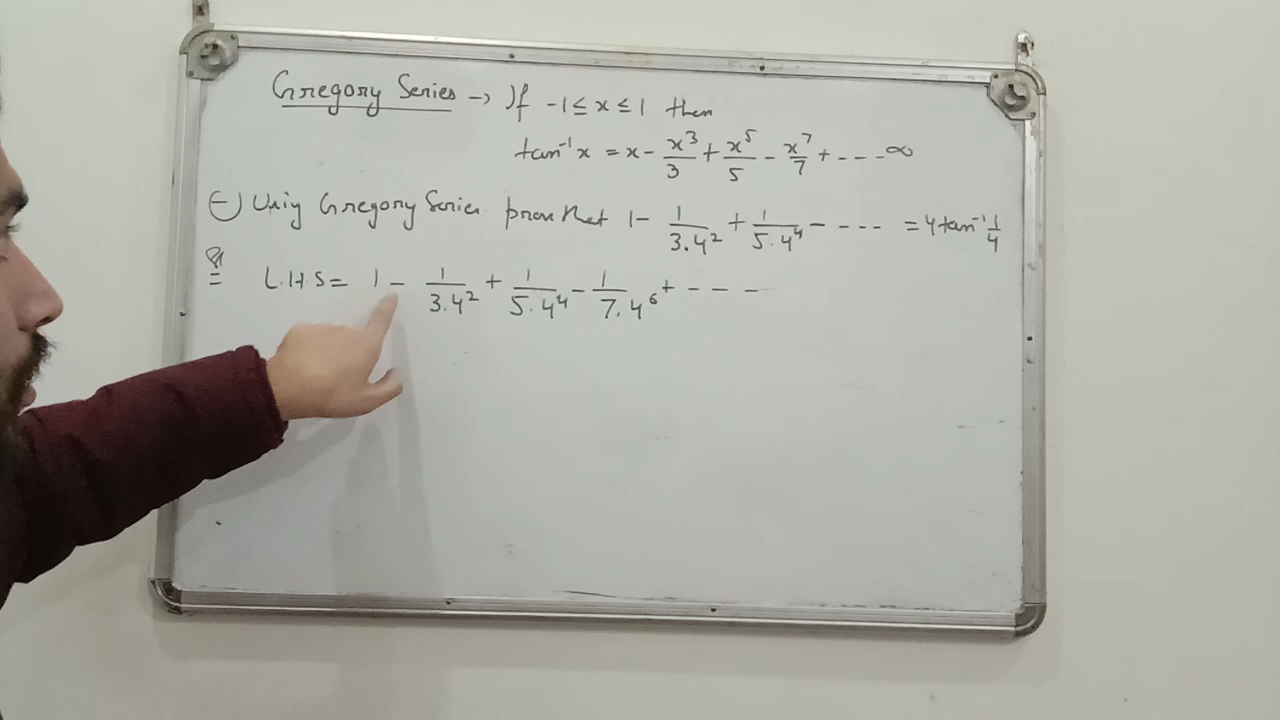 Gregory Series → If -1 ≤ x ≤ 1 then
tan⁻¹x = x - x³/3 + x⁵/5 - x⁷/7 + --- ∞
Using Gregory Series prove that 1 - 1/3.4² + 1/5.4⁴ - --- = 4 tan⁻¹ 1/4
L.H.S = 1 - 1/3.4² + 1/5.4⁴ - 1/7.4⁶ + ---